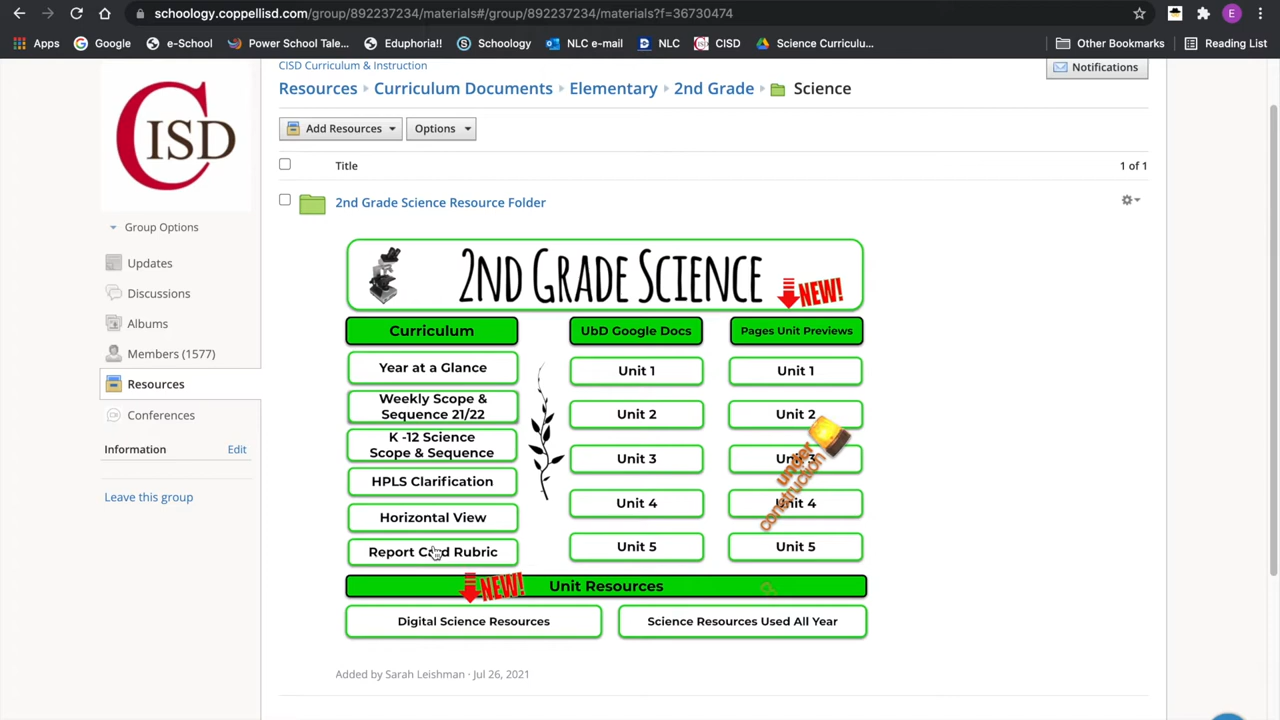 schoology.coppellisd.com/group/892237234/materials#/group/892237234/materials?f=36730474
E
Apps
Google
e-School
Power School Tale...
Eduphoria!!
Schoology
NLC e-mail
NLC
CISD
Science Curriculu...
Other Bookmarks
Reading List
CISD Curriculum & Instruction
Notifications
Resources
Curriculum Documents
Elementary
2nd Grade
Science
CISD
Add Resources
Options
Title
1 of 1
2nd Grade Science Resource Folder
Group Options
Updates
Discussions
Albums
Members (1577)
Resources
Conferences
Information
Edit
Leave this group
2ND GRADE SCIENCE
NEW!
Curriculum
UbD Google Docs
Pages Unit Previews
Year at a Glance
Unit 1
Unit 1
Weekly Scope &
Sequence 21/22
Unit 2
Unit 2
K -12 Science
Scope & Sequence
Unit 3
Unit 3
HPLS Clarification
Unit 4
Unit 4
under
construction
Horizontal View
Report Card Rubric
Unit 5
Unit 5
NEW!
Unit Resources
Digital Science Resources
Science Resources Used All Year
Added by Sarah Leishman · Jul 26, 2021